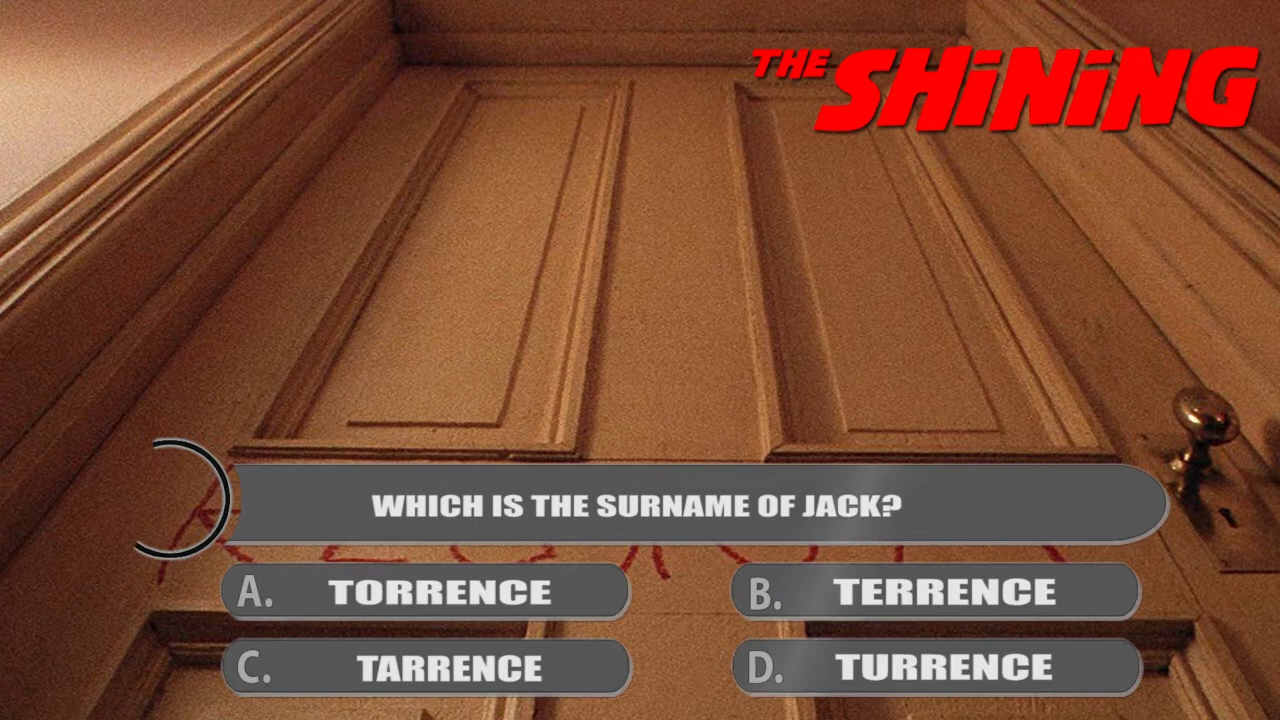 THE SHiNiNG
WHICH IS THE SURNAME OF JACK?
A. TORRENCE
B. TERRENCE
C. TARRENCE
D. TURRENCE